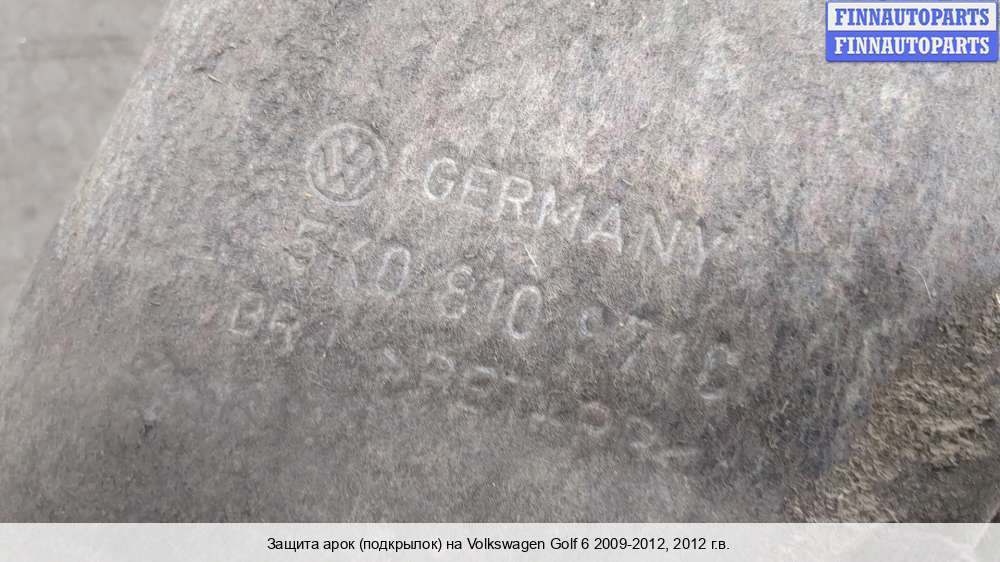 FINNAUTOPARTS
FINNAUTOPARTS
GERMANY
5K0 810 971 B
Защита арок (подкрылок) на Volkswagen Golf 6 2009-2012, 2012 г.в.